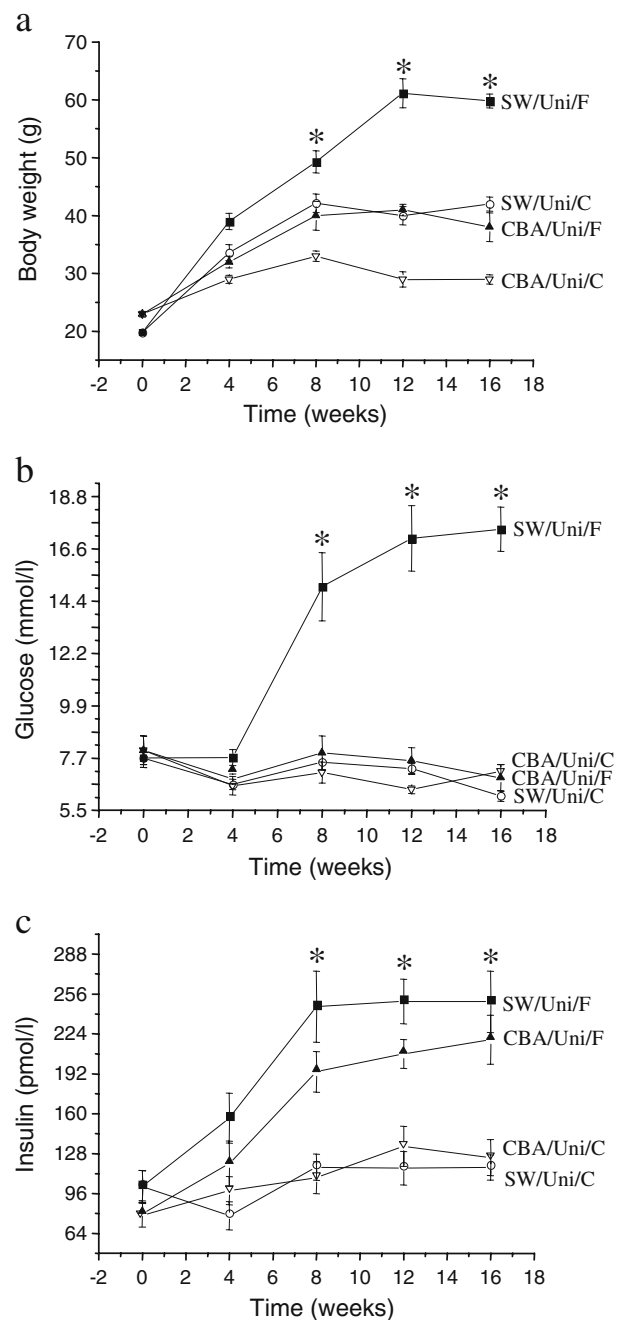 a
70
60
50
40
30
20
Body weight (g)
* * *
SW/Uni/F
SW/Uni/C
CBA/Uni/F
CBA/Uni/C
-2 0 2 4 6 8 10 12 14 16 18
Time (weeks)
b
18.8
16.6
14.4
12.2
9.9
7.7
5.5
Glucose (mmol/l)
* * *
SW/Uni/F
CBA/Uni/C
CBA/Uni/F
SW/Uni/C
-2 0 2 4 6 8 10 12 14 16 18
Time (weeks)
c
288
256
224
192
160
128
96
64
Insulin (pmol/l)
* * *
SW/Uni/F
CBA/Uni/F
CBA/Uni/C
SW/Uni/C
-2 0 2 4 6 8 10 12 14 16 18
Time (weeks)